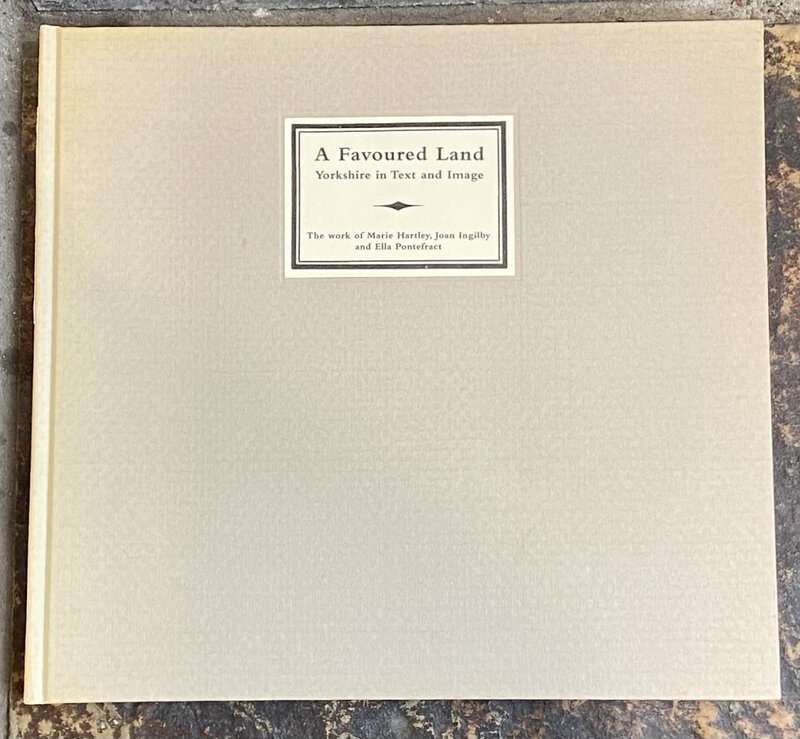 A Favoured Land
Yorkshire in Text and Image
The work of Marie Hartley, Joan Ingilby
and Ella Pontefract